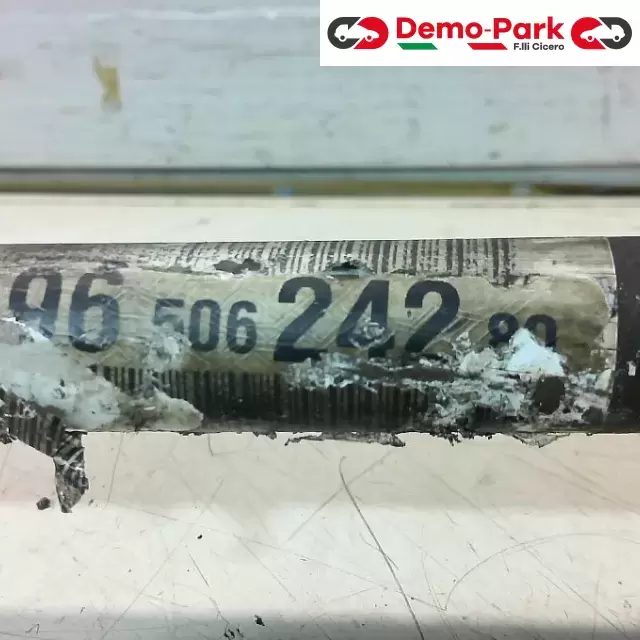 Demo-Park
F.lli Cicero
96 506 242 80